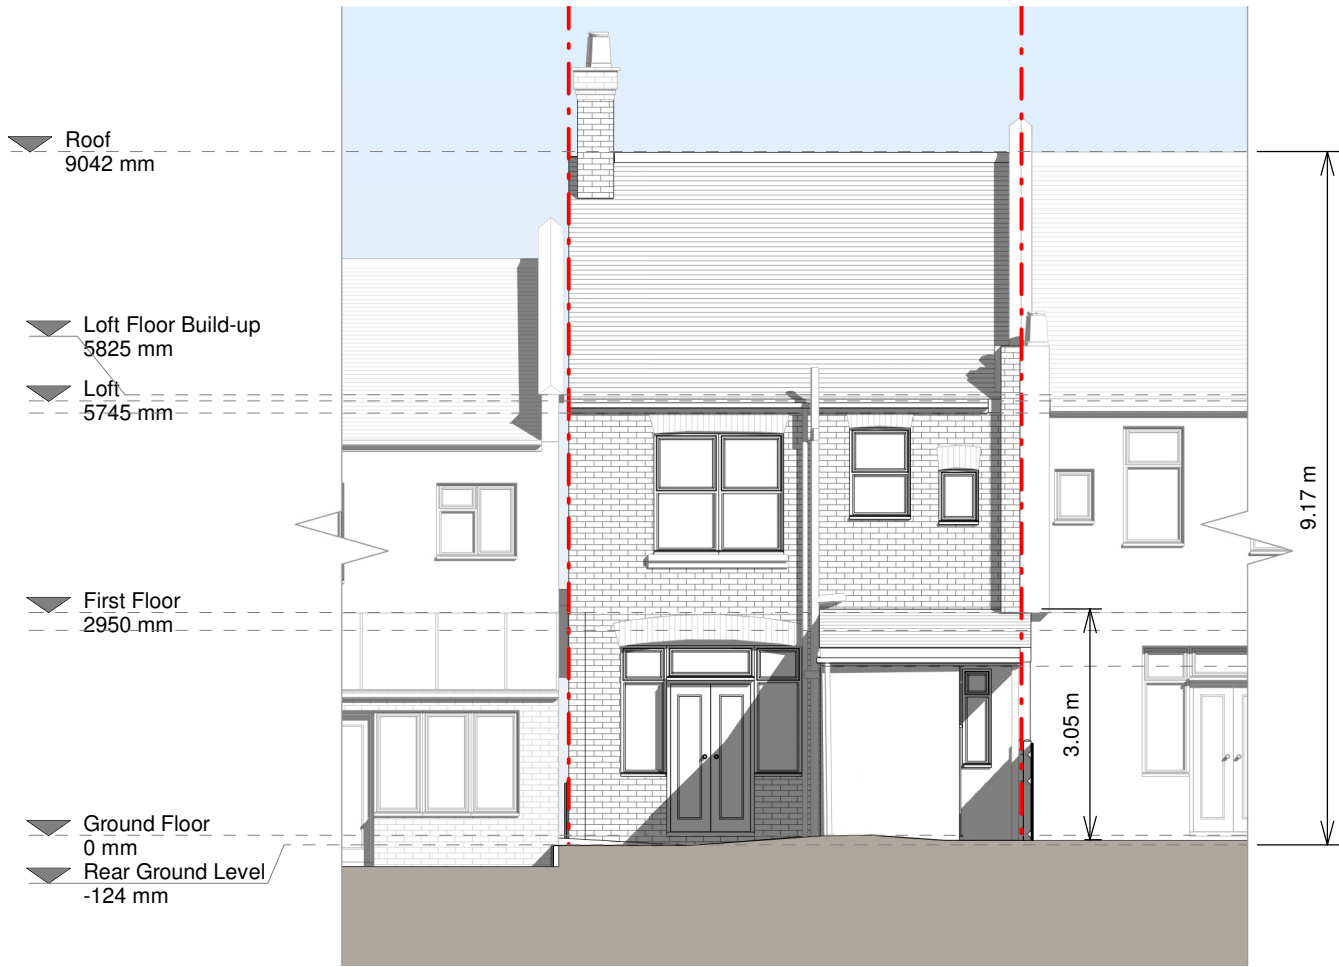 Roof
9042 mm
Loft Floor Build-up
5825 mm
Loft
5745 mm
First Floor
2950 mm
Ground Floor
0 mm
Rear Ground Level
-124 mm
3.05 m
9.17 m